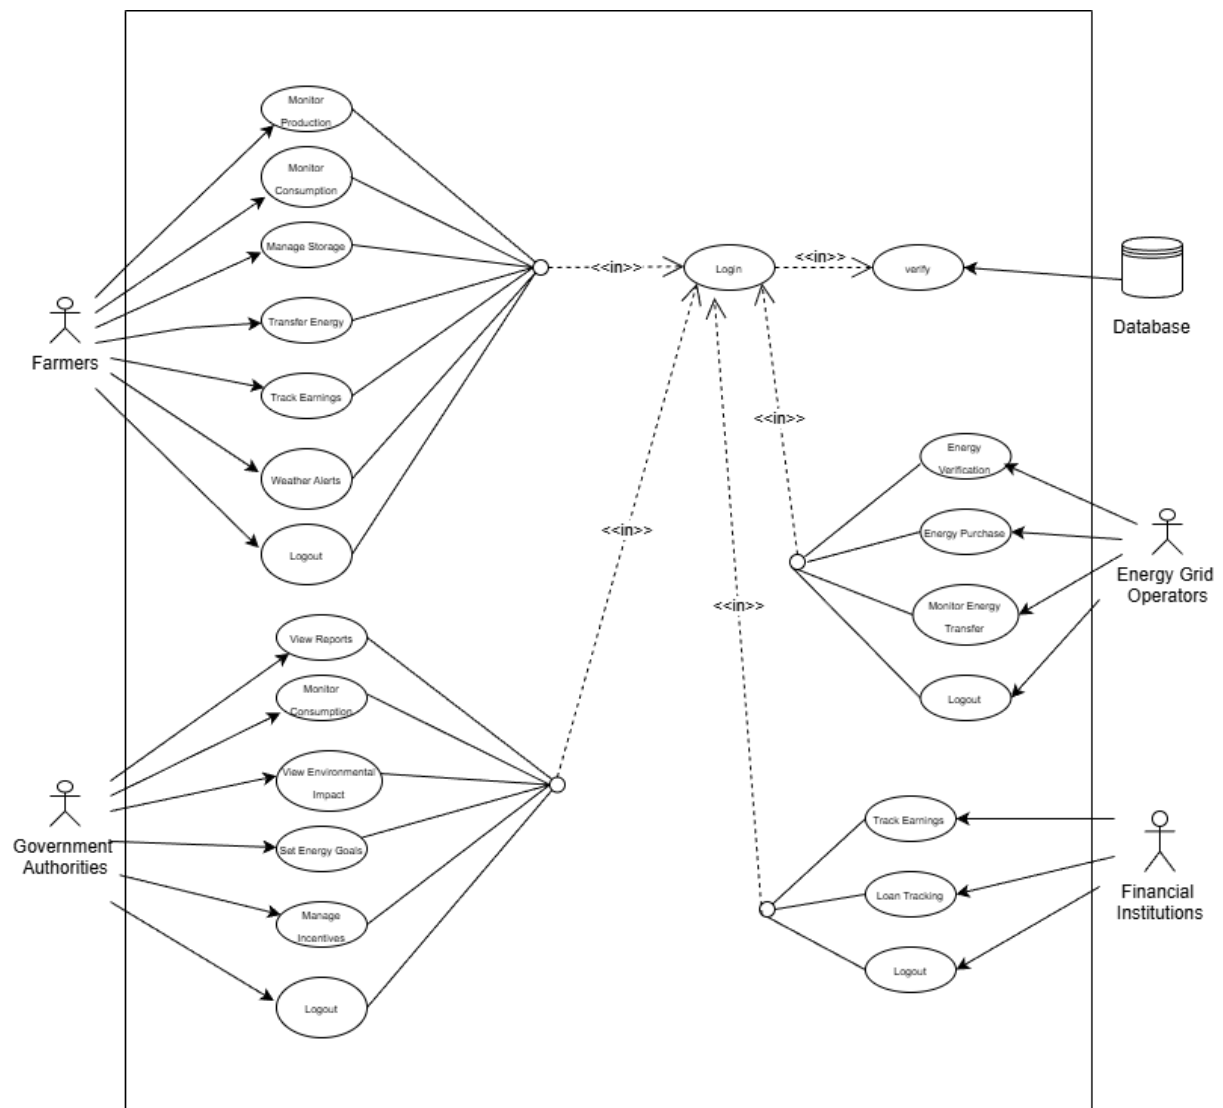 Monitor
Production
Monitor
Consumption
Manage Storage
Transfer Energy
Track Earnings
Weather Alerts
Logout
Farmers
<<in>>
Login
<<in>>
verify
Database
<<in>>
<<in>>
<<in>>
Energy
Verification
Energy Purchase
Monitor Energy
Transfer
Logout
Energy Grid
Operators
View Reports
Monitor
Consumption
View Environmental
Impact
Set Energy Goals
Manage
Incentives
Logout
Government
Authorities
Track Earnings
Loan Tracking
Logout
Financial
Institutions